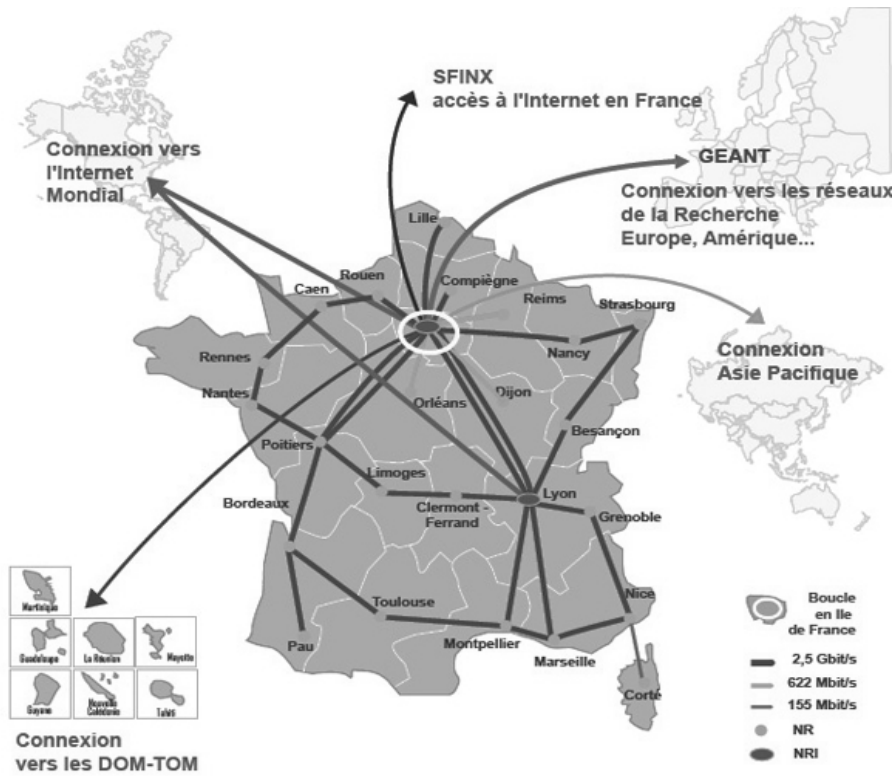 SFINX
accès à l'Internet en France
Connexion vers
l'Internet
Mondial
GEANT
Connexion vers les réseaux
de la Recherche
Europe, Amérique...
Lille
Rouen
Compiègne
Caen
Reims
Strasbourg
Nancy
Connexion
Asie Pacifique
Rennes
Nantes
Orléans
Dijon
Besançon
Poitiers
Limoges
Bordeaux
Clermont -
Ferrand
Lyon
Grenoble
Toulouse
Nice
Pau
Montpellier
Marseille
Corté
Martinique
Guadeloupe
La Réunion
Mayotte
Guyane
Nouvelle
Calédonie
Tahiti
Connexion
vers les DOM-TOM
Boucle
en Ile
de France
2,5 Gbit/s
622 Mbit/s
155 Mbit/s
NR
NRI